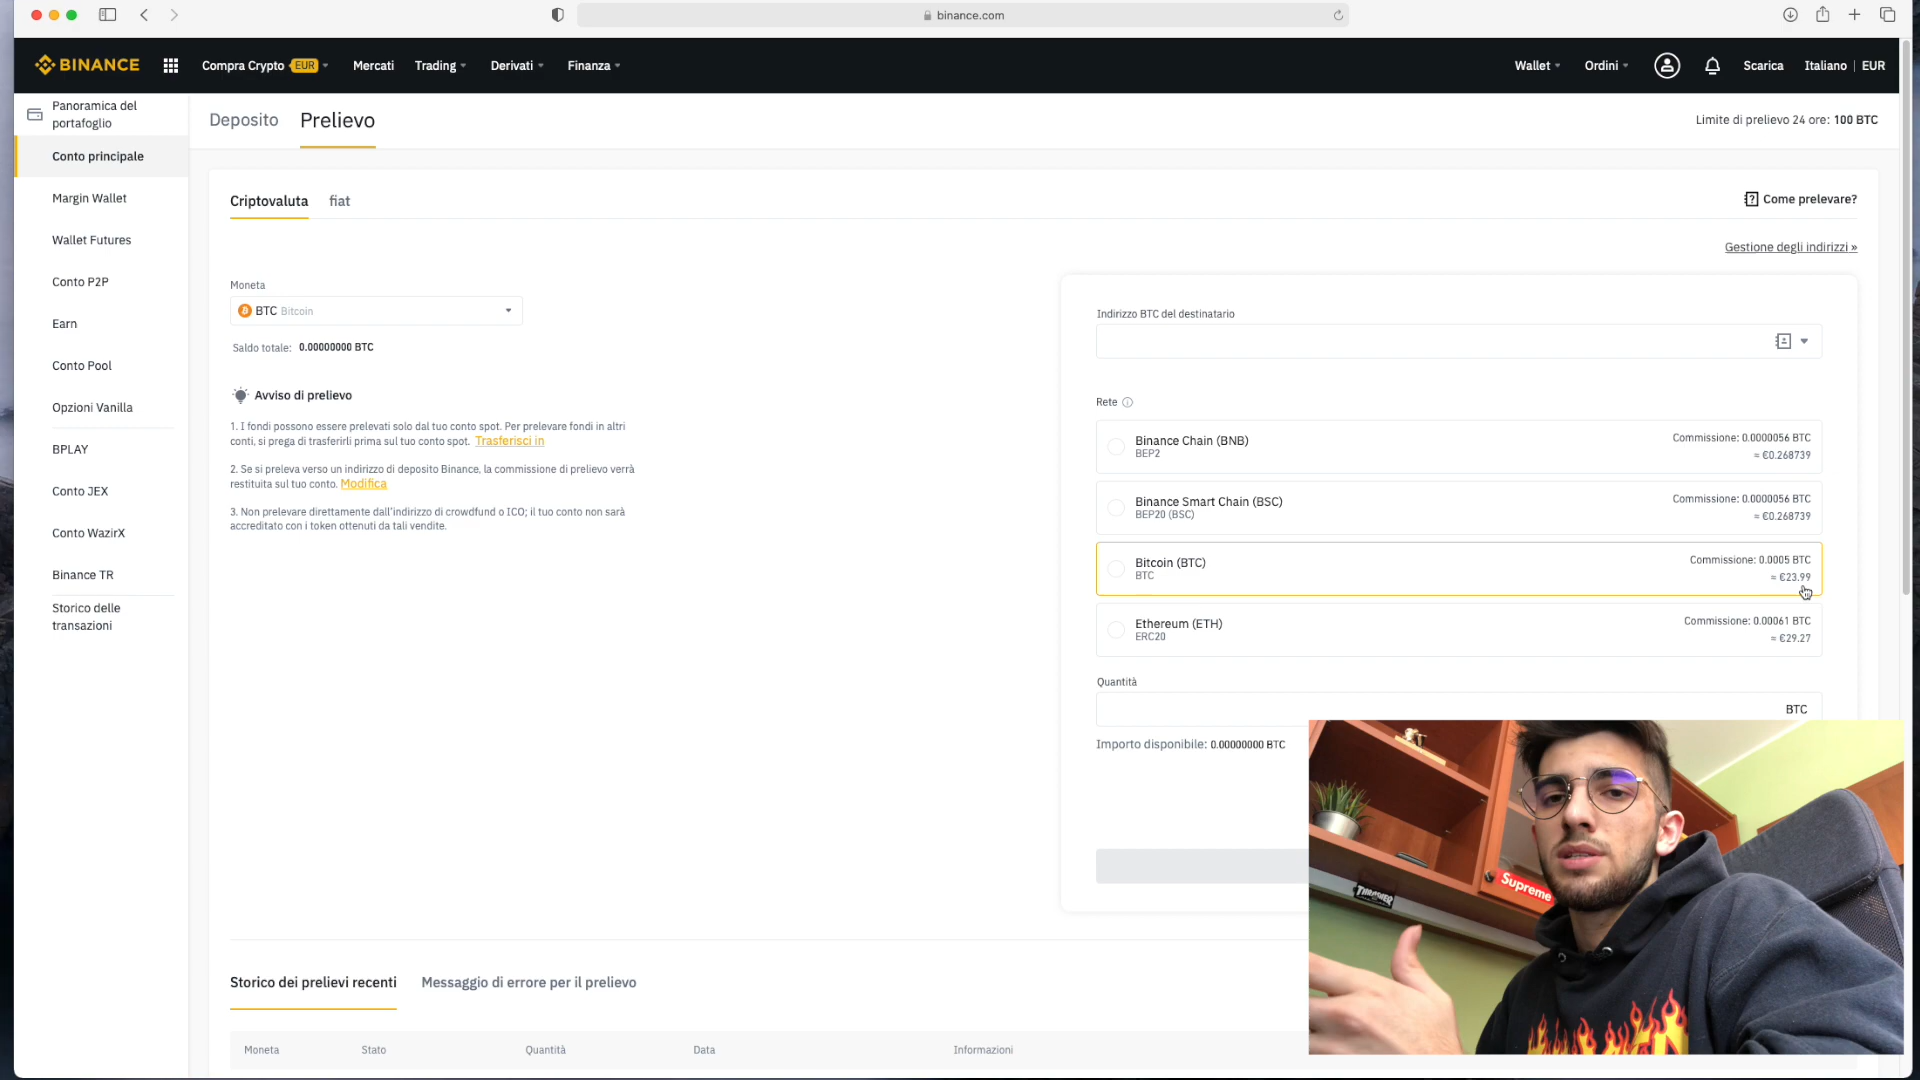 binance.com
BINANCE
Compra Crypto EUR
Mercati
Trading
Derivati
Finanza
Wallet
Ordini
Scarica
Italiano | EUR
Panoramica del
portafoglio
Conto principale
Margin Wallet
Wallet Futures
Conto P2P
Earn
Conto Pool
Opzioni Vanilla
BPLAY
Conto JEX
Conto WazirX
Binance TR
Storico delle
transazioni
Deposito
Prelievo
Limite di prelievo 24 ore: 100 BTC
Criptovaluta
fiat
Come prelevare?
Gestione degli indirizzi »
Moneta
BTC Bitcoin
Saldo totale: 0.00000000 BTC
Avviso di prelievo
1. I fondi possono essere prelevati solo dal tuo conto spot. Per prelevare fondi in altri
conti, si prega di trasferirli prima sul tuo conto spot. Trasferisci in
2. Se si preleva verso un indirizzo di deposito Binance, la commissione di prelievo verrà
restituita sul tuo conto. Modifica
3. Non prelevare direttamente dall'indirizzo di crowdfund o ICO; il tuo conto non sarà
accreditato con i token ottenuti da tali vendite.
Indirizzo BTC del destinatario
Rete
Binance Chain (BNB)
BEP2
Commissione: 0.0000056 BTC
≈ €0.268739
Binance Smart Chain (BSC)
BEP20 (BSC)
Commissione: 0.0000056 BTC
≈ €0.268739
Bitcoin (BTC)
BTC
Commissione: 0.0005 BTC
≈ €23.99
Ethereum (ETH)
ERC20
Commissione: 0.00061 BTC
≈ €29.27
Quantità
BTC
Importo disponibile: 0.00000000 BTC
Supreme
THRASHER
Storico dei prelievi recenti
Messaggio di errore per il prelievo
Moneta
Stato
Quantità
Data
Informazioni